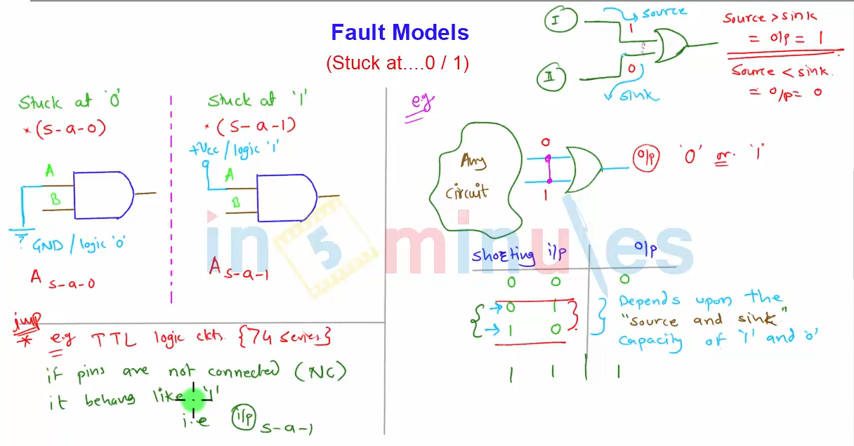 Fault Models
(Stuck at....0 / 1)
Stuck at '0'
*(S-a-0)
A
B
GND / logic '0'
A s-a-0
Stuck at '1'
*(S-a-1)
+Vcc / logic '1'
A
B
A s-a-1
imp
* e.g TTL logic ckts. {74 series}
if pins are not connected (NC)
it behaves like '1'
i.e i/p s-a-1
I
source
1
II
0
sink
Source > sink
= o/p = 1
Source < sink
= o/p = 0
e.g
Any
Circuit
0
1
o/p '0' or '1'
in 5 minutes
Shorting i/p o/p
0 0 0
0 1
1 0
Depends upon the
"source and sink"
capacity of '1' and '0'
1 1 1